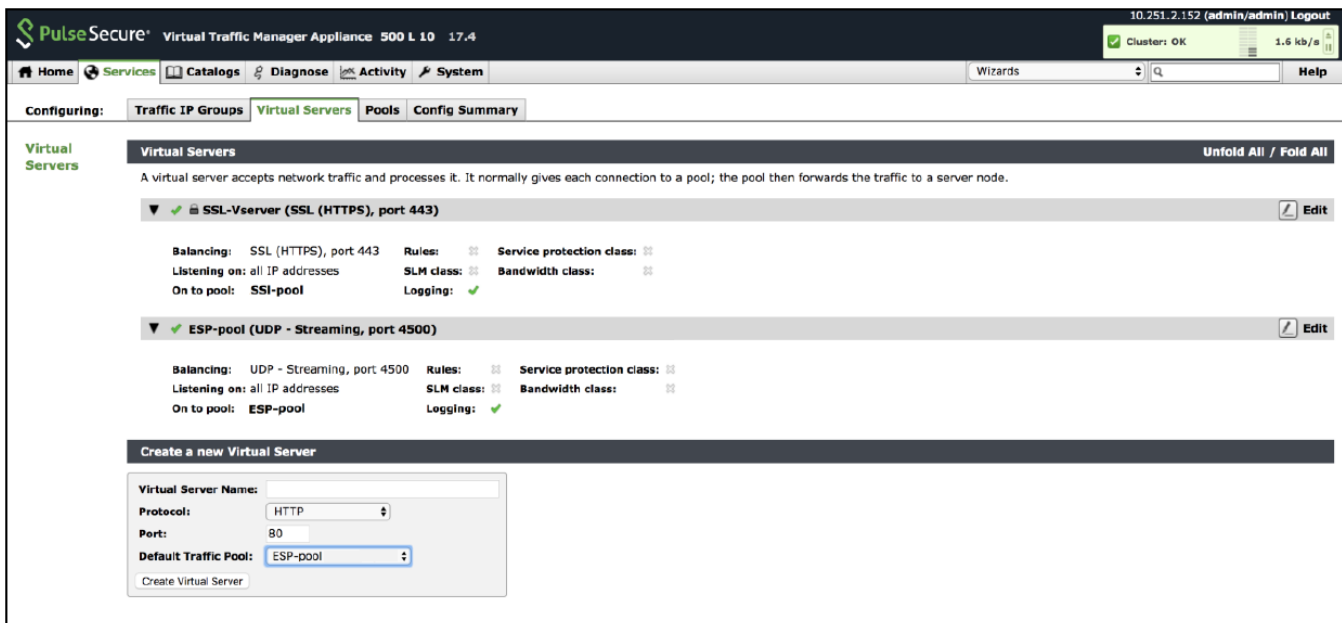 10.251.2.152 (admin/admin) Logout
PulseSecure® Virtual Traffic Manager Appliance 500 L 10 17.4
Cluster: OK 1.6 kb/s
Home Services Catalogs Diagnose Activity System Wizards Help
Configuring: Traffic IP Groups Virtual Servers Pools Config Summary
Virtual Servers
Virtual Servers Unfold All / Fold All
A virtual server accepts network traffic and processes it. It normally gives each connection to a pool; the pool then forwards the traffic to a server node.
SSL-Vserver (SSL (HTTPS), port 443) Edit
Balancing: SSL (HTTPS), port 443 Rules: Service protection class:
Listening on: all IP addresses SLM class: Bandwidth class:
On to pool: SSl-pool Logging:
ESP-pool (UDP - Streaming, port 4500) Edit
Balancing: UDP - Streaming, port 4500 Rules: Service protection class:
Listening on: all IP addresses SLM class: Bandwidth class:
On to pool: ESP-pool Logging:
Create a new Virtual Server
Virtual Server Name:
Protocol: HTTP
Port: 80
Default Traffic Pool: ESP-pool
Create Virtual Server